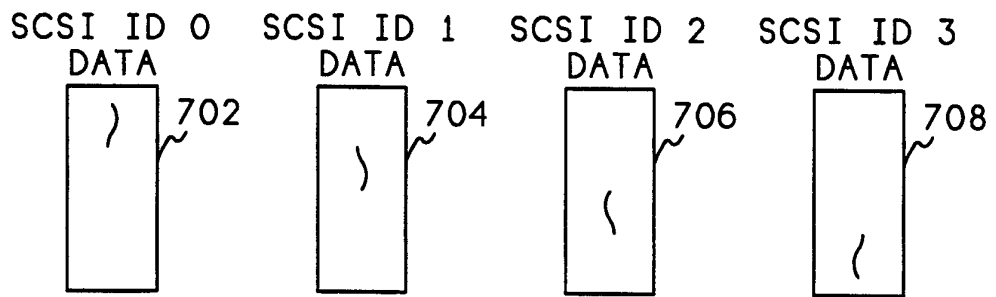 SCSI ID 0 SCSI ID 1 SCSI ID 2 SCSI ID 3
DATA DATA DATA DATA
702 704 706 708